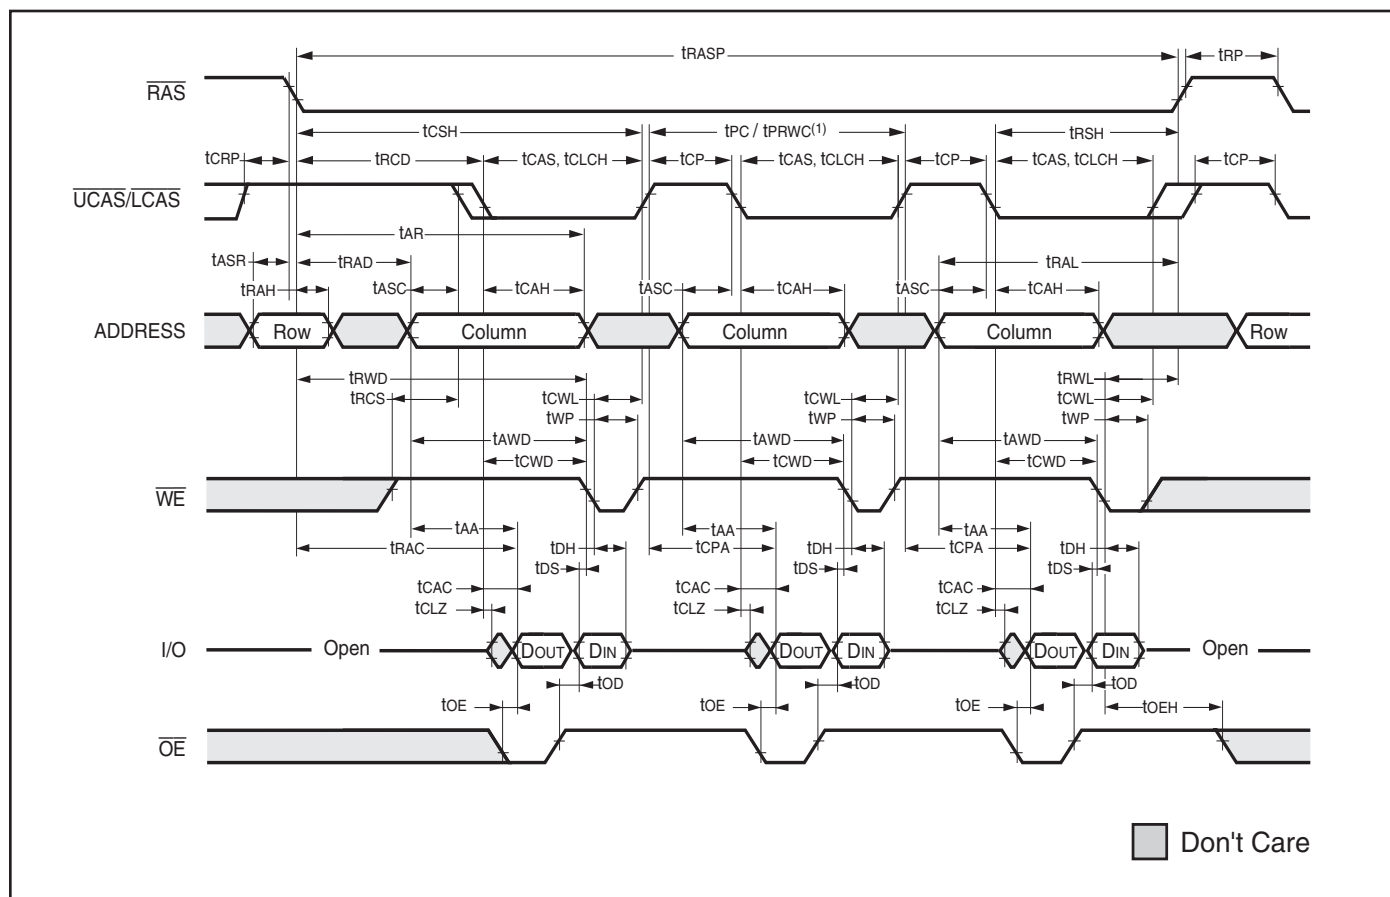 tRASP tRP
RAS
tCSH tPC / tPRWC(1) tRSH
tCRP tRCD tCAS, tCLCH tCP tCAS, tCLCH tCP tCAS, tCLCH tCP
UCAS/LCAS
tAR
tASR tRAD tRAL
tRAH tASC tCAH tASC tCAH tASC tCAH
ADDRESS Row Column Column Column Row
tRWD tRWL
tRCS tCWL tCWL tCWL
tWP tWP tWP
tAWD tAWD tAWD
tCWD tCWD tCWD
WE
tAA tAA tAA
tRAC tDH tCPA tDH tCPA tDH
tDS tDS tDS
tCAC tCAC tCAC
tCLZ tCLZ tCLZ
I/O Open DOUT DIN DOUT DIN DOUT DIN Open
tOD tOD tOD
tOE tOE tOE tOEH
OE
Don't Care